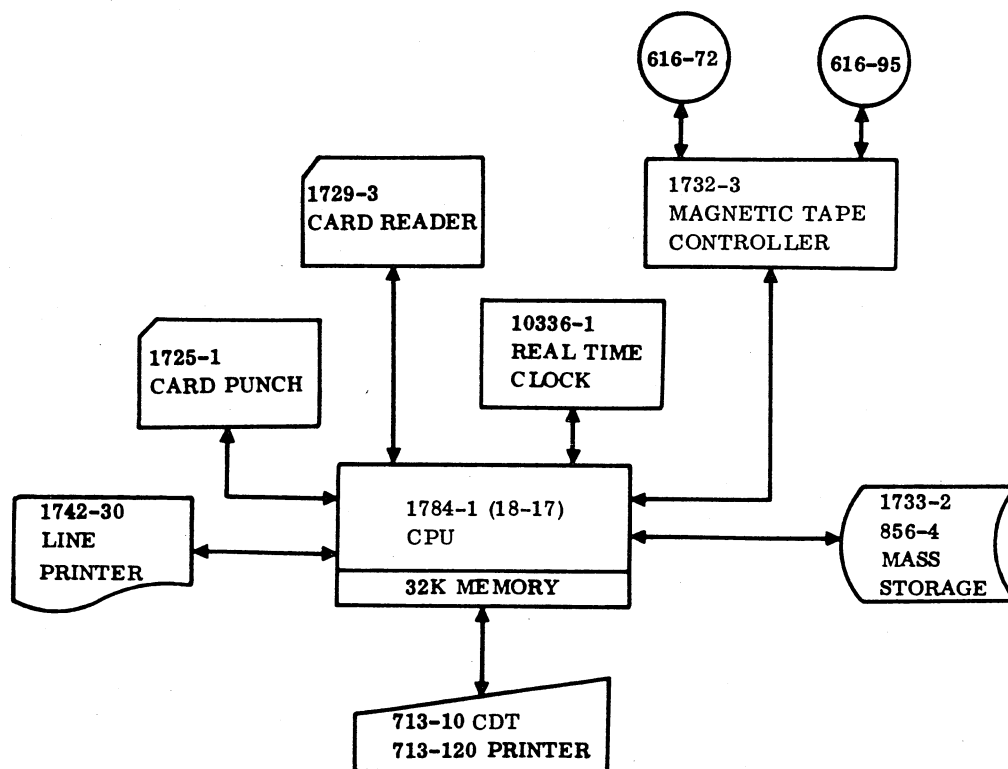 616-72
616-95
1732-3
MAGNETIC TAPE
CONTROLLER
1729-3
CARD READER
10336-1
REAL TIME
CLOCK
1725-1
CARD PUNCH
1784-1 (18-17)
CPU
32K MEMORY
1742-30
LINE
PRINTER
1733-2
856-4
MASS
STORAGE
713-10 CDT
713-120 PRINTER